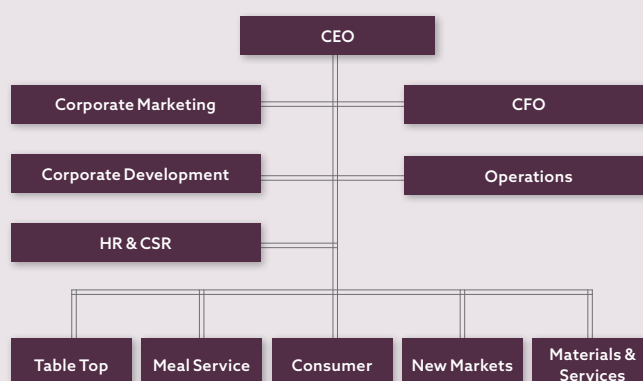 CEO
Corporate Marketing
CFO
Corporate Development
Operations
HR & CSR
Table Top
Meal Service
Consumer
New Markets
Materials &
Services